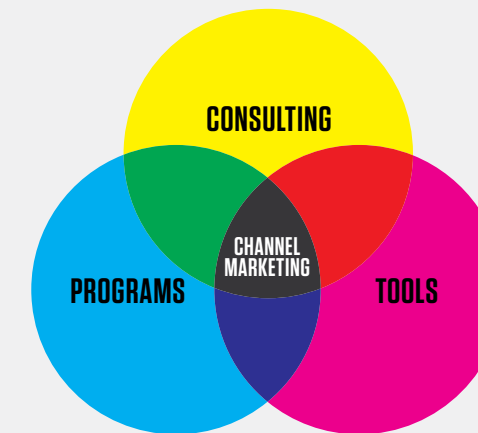 CONSULTING
CHANNEL
MARKETING
PROGRAMS
TOOLS